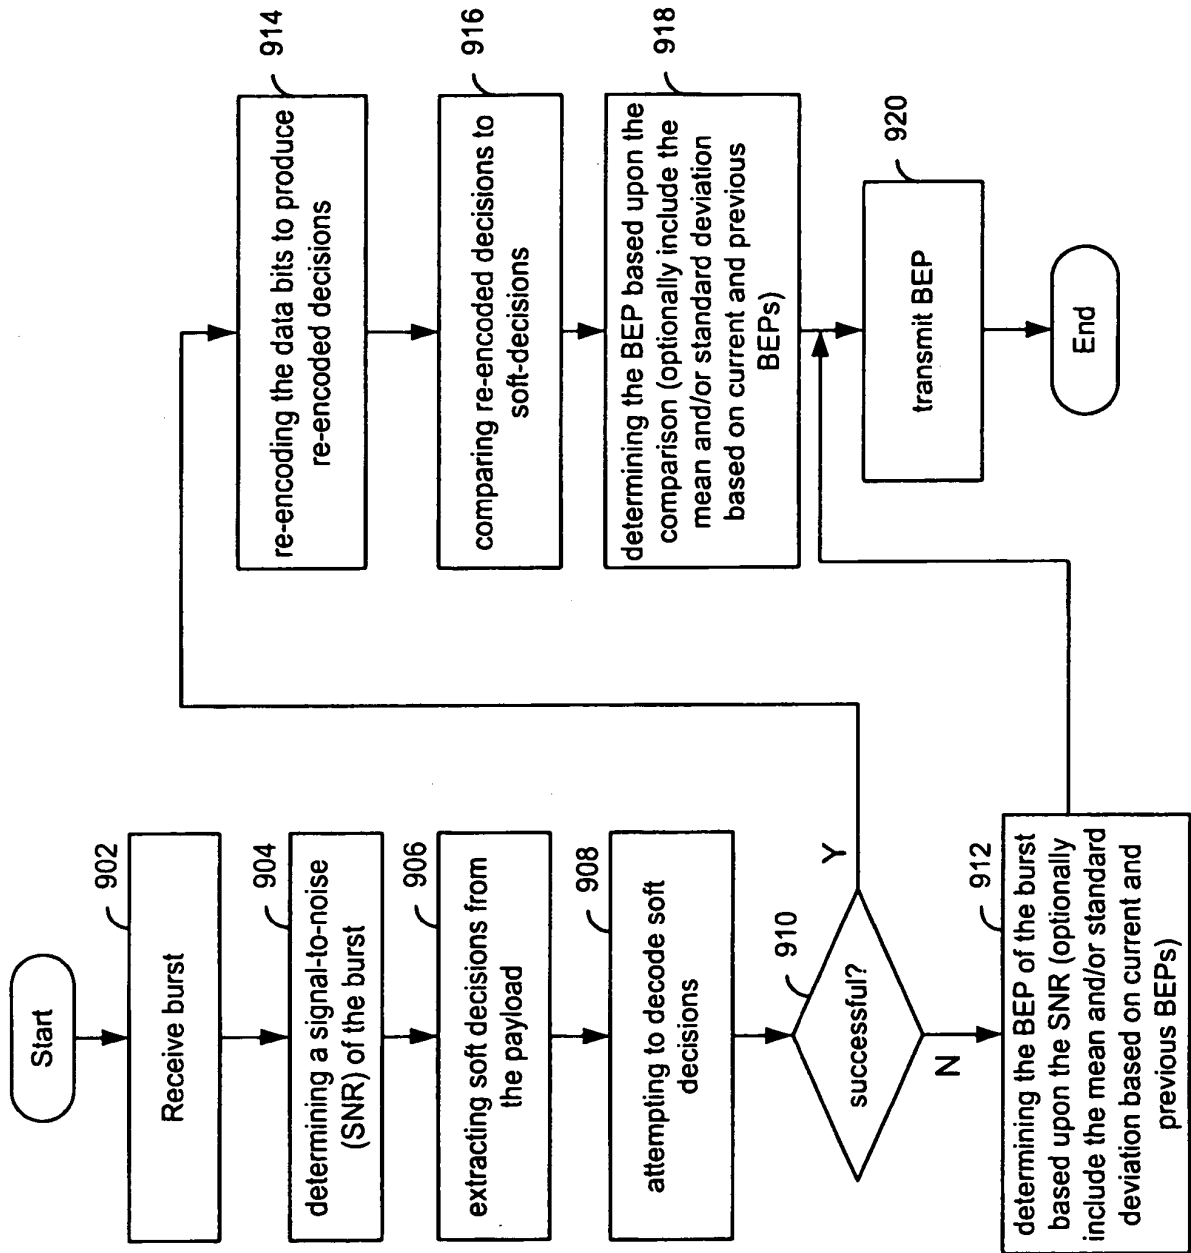 Start
902
Receive burst
904
determining a signal-to-noise
(SNR) of the burst
906
extracting soft decisions from
the payload
908
attempting to decode soft
decisions
910
successful?
Y
N
912
determining the BEP of the burst
based upon the SNR (optionally
include the mean and/or standard
deviation based on current and
previous BEPs)
914
re-encoding the data bits to produce
re-encoded decisions
916
comparing re-encoded decisions to
soft-decisions
918
determining the BEP based upon the
comparison (optionally include the
mean and/or standard deviation
based on current and previous
BEPs)
920
transmit BEP
End